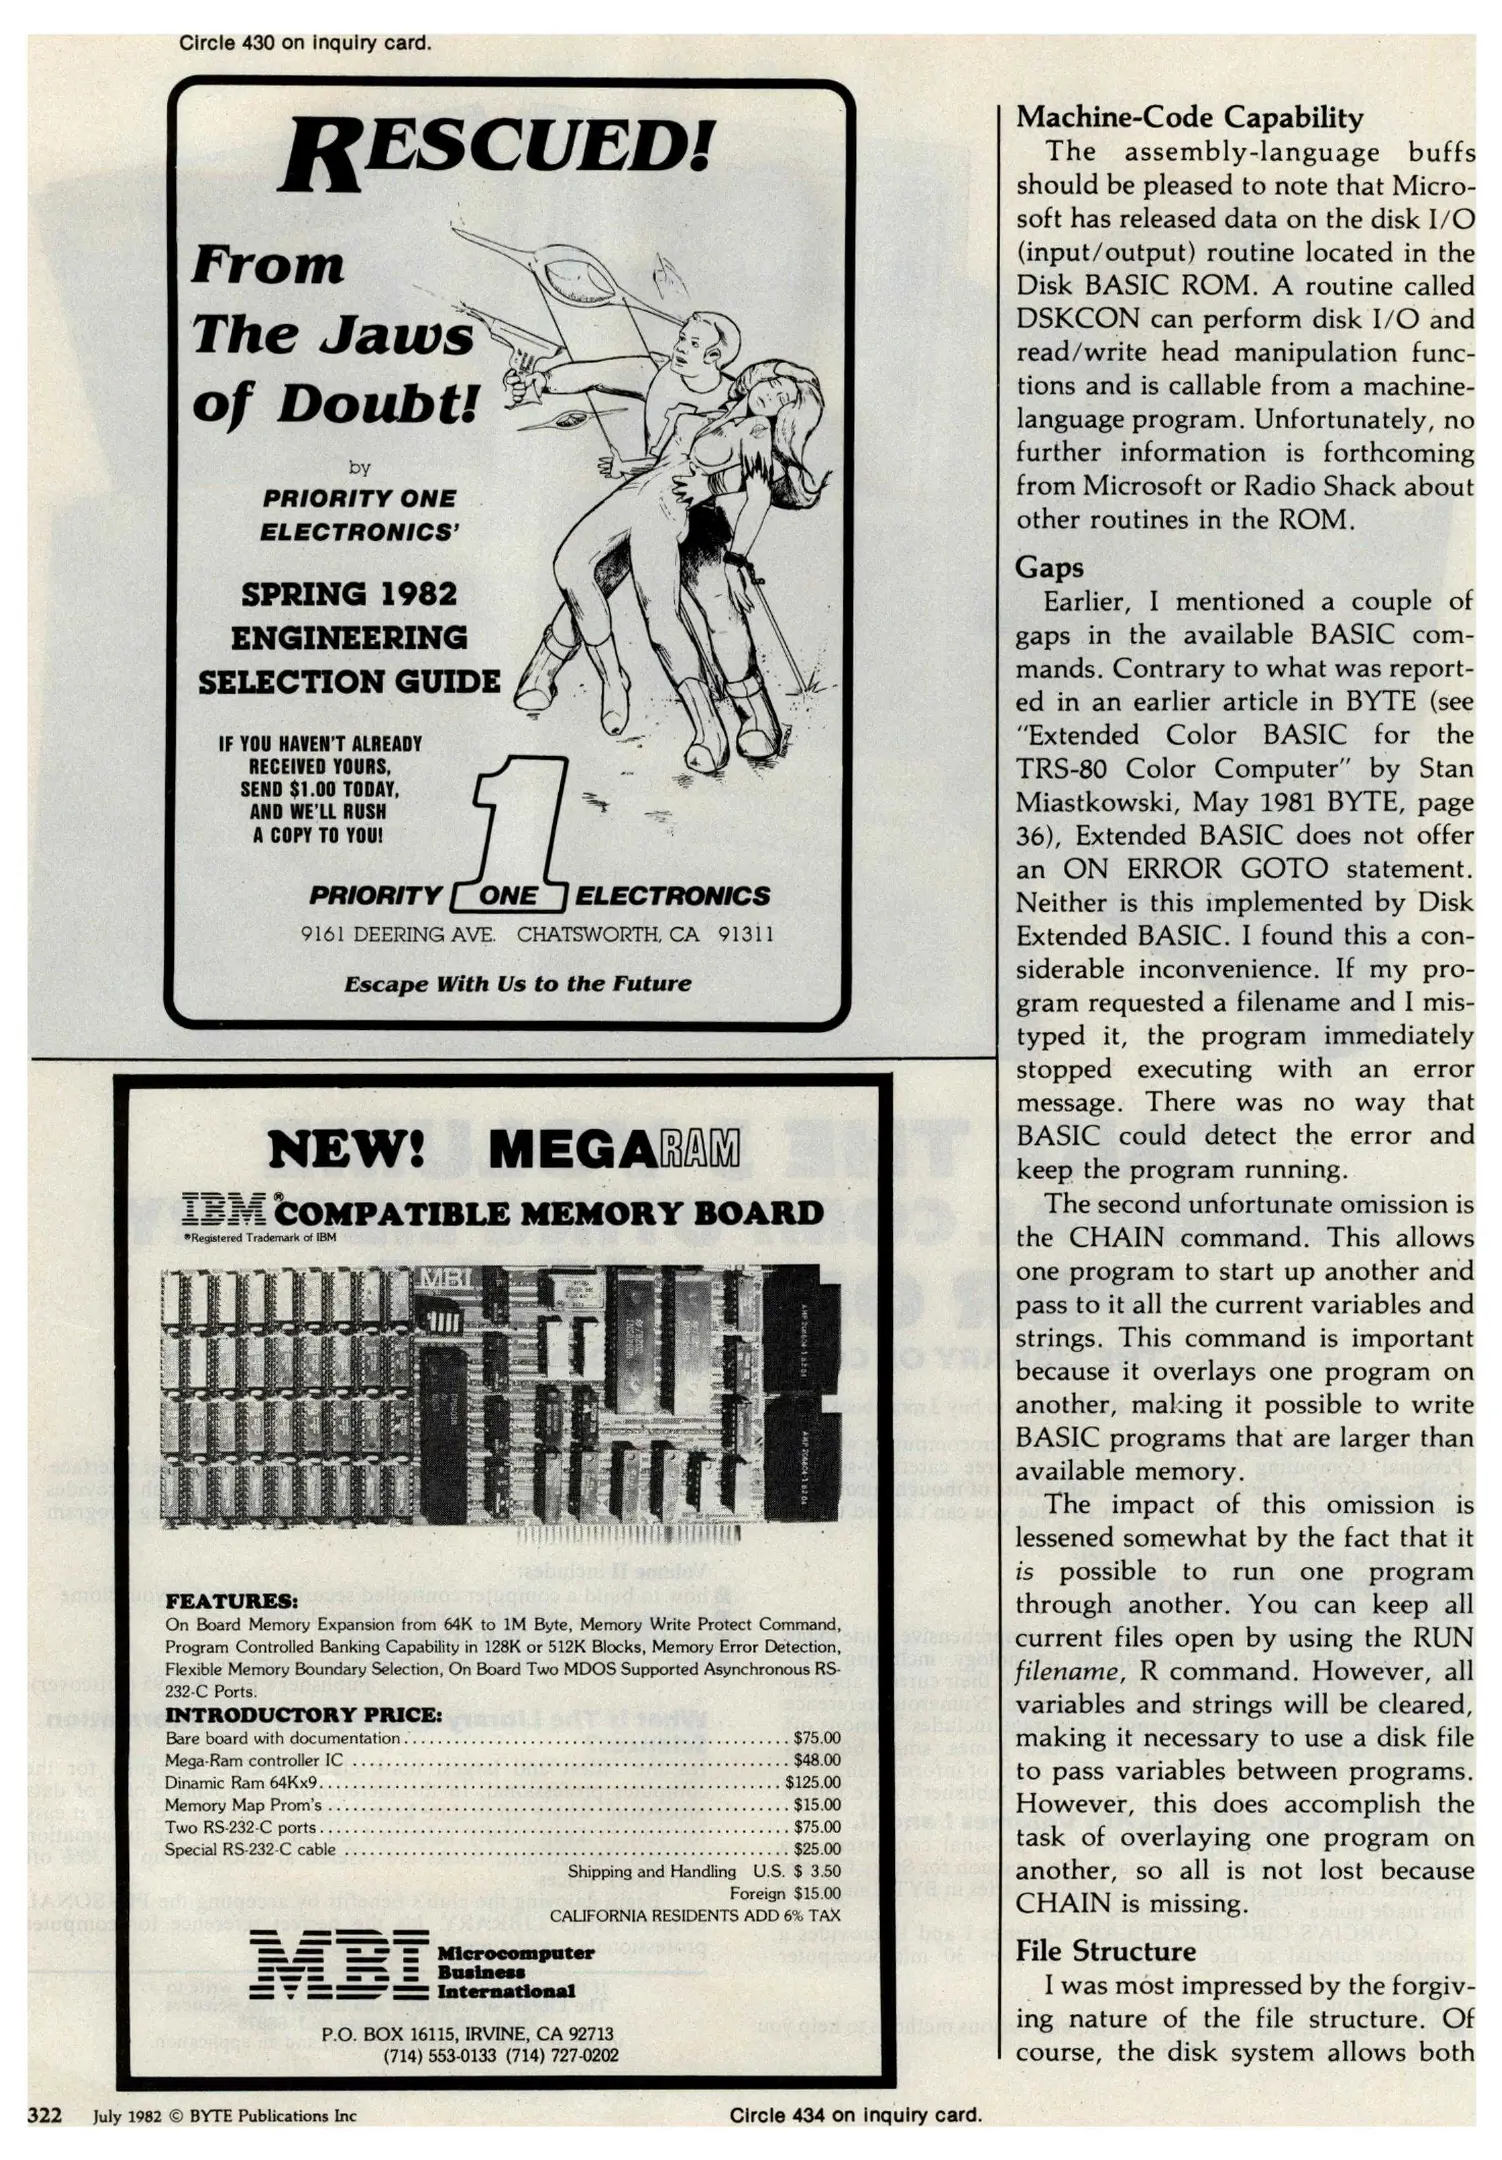 Circle 430 on inquiry card.
RESCUED!
From
The Jaws
of Doubt!
by
PRIORITY ONE
ELECTRONICS'
SPRING 1982
ENGINEERING
SELECTION GUIDE
IF YOU HAVEN'T ALREADY
RECEIVED YOURS,
SEND $1.00 TODAY,
AND WE'LL RUSH
A COPY TO YOU!
1
PRIORITY ONE ELECTRONICS
9161 DEERING AVE. CHATSWORTH, CA 91311
Escape With Us to the Future
NEW! MEGARAM
IBM® COMPATIBLE MEMORY BOARD
®Registered Trademark of IBM
MBI
FEATURES:
On Board Memory Expansion from 64K to 1M Byte, Memory Write Protect Command,
Program Controlled Banking Capability in 128K or 512K Blocks, Memory Error Detection,
Flexible Memory Boundary Selection, On Board Two MDOS Supported Asynchronous RS-
232-C Ports.
INTRODUCTORY PRICE:
Bare board with documentation . . . . . . . . . . $75.00
Mega-Ram controller IC . . . . . . . . . . $48.00
Dinamic Ram 64Kx9 . . . . . . . . . . $125.00
Memory Map Prom's . . . . . . . . . . $15.00
Two RS-232-C ports . . . . . . . . . . $75.00
Special RS-232-C cable . . . . . . . . . . $25.00
Shipping and Handling U.S. $ 3.50
Foreign $15.00
CALIFORNIA RESIDENTS ADD 6% TAX
MBI Microcomputer
Business
International
P.O. BOX 16115, IRVINE, CA 92713
(714) 553-0133 (714) 727-0202
Machine-Code Capability
The assembly-language buffs
should be pleased to note that Micro-
soft has released data on the disk I/O
(input/output) routine located in the
Disk BASIC ROM. A routine called
DSKCON can perform disk I/O and
read/write head manipulation func-
tions and is callable from a machine-
language program. Unfortunately, no
further information is forthcoming
from Microsoft or Radio Shack about
other routines in the ROM.
Gaps
Earlier, I mentioned a couple of
gaps in the available BASIC com-
mands. Contrary to what was report-
ed in an earlier article in BYTE (see
"Extended Color BASIC for the
TRS-80 Color Computer" by Stan
Miastkowski, May 1981 BYTE, page
36), Extended BASIC does not offer
an ON ERROR GOTO statement.
Neither is this implemented by Disk
Extended BASIC. I found this a con-
siderable inconvenience. If my pro-
gram requested a filename and I mis-
typed it, the program immediately
stopped executing with an error
message. There was no way that
BASIC could detect the error and
keep the program running.
The second unfortunate omission is
the CHAIN command. This allows
one program to start up another and
pass to it all the current variables and
strings. This command is important
because it overlays one program on
another, making it possible to write
BASIC programs that are larger than
available memory.
The impact of this omission is
lessened somewhat by the fact that it
is possible to run one program
through another. You can keep all
current files open by using the RUN
filename, R command. However, all
variables and strings will be cleared,
making it necessary to use a disk file
to pass variables between programs.
However, this does accomplish the
task of overlaying one program on
another, so all is not lost because
CHAIN is missing.
File Structure
I was most impressed by the forgiv-
ing nature of the file structure. Of
course, the disk system allows both
322 July 1982 © BYTE Publications Inc
Circle 434 on inquiry card.